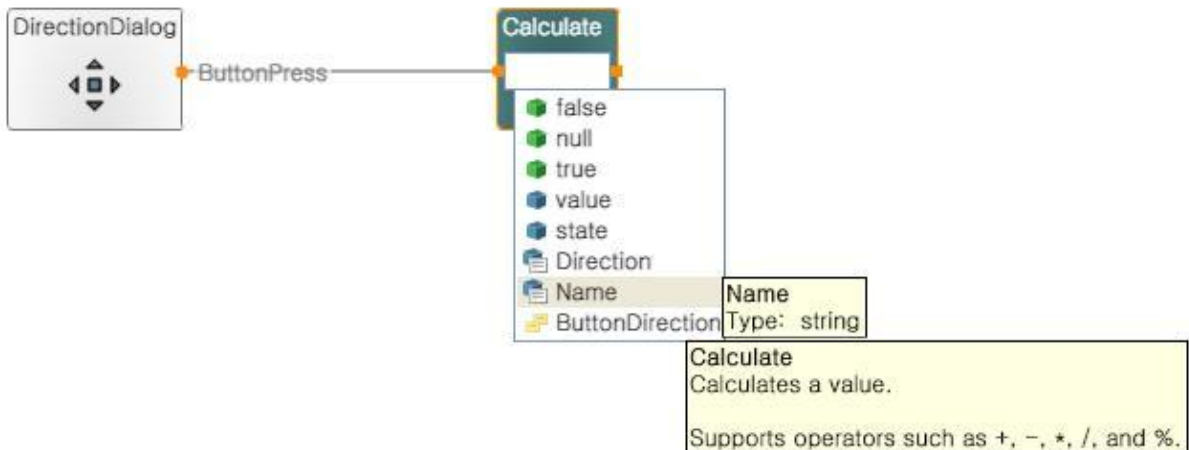 DirectionDialog
Calculate
ButtonPress
false
null
true
value
state
Direction
Name
Name
ButtonDirection
Type: string
Calculate
Calculates a value.
Supports operators such as +, -, *, /, and %.